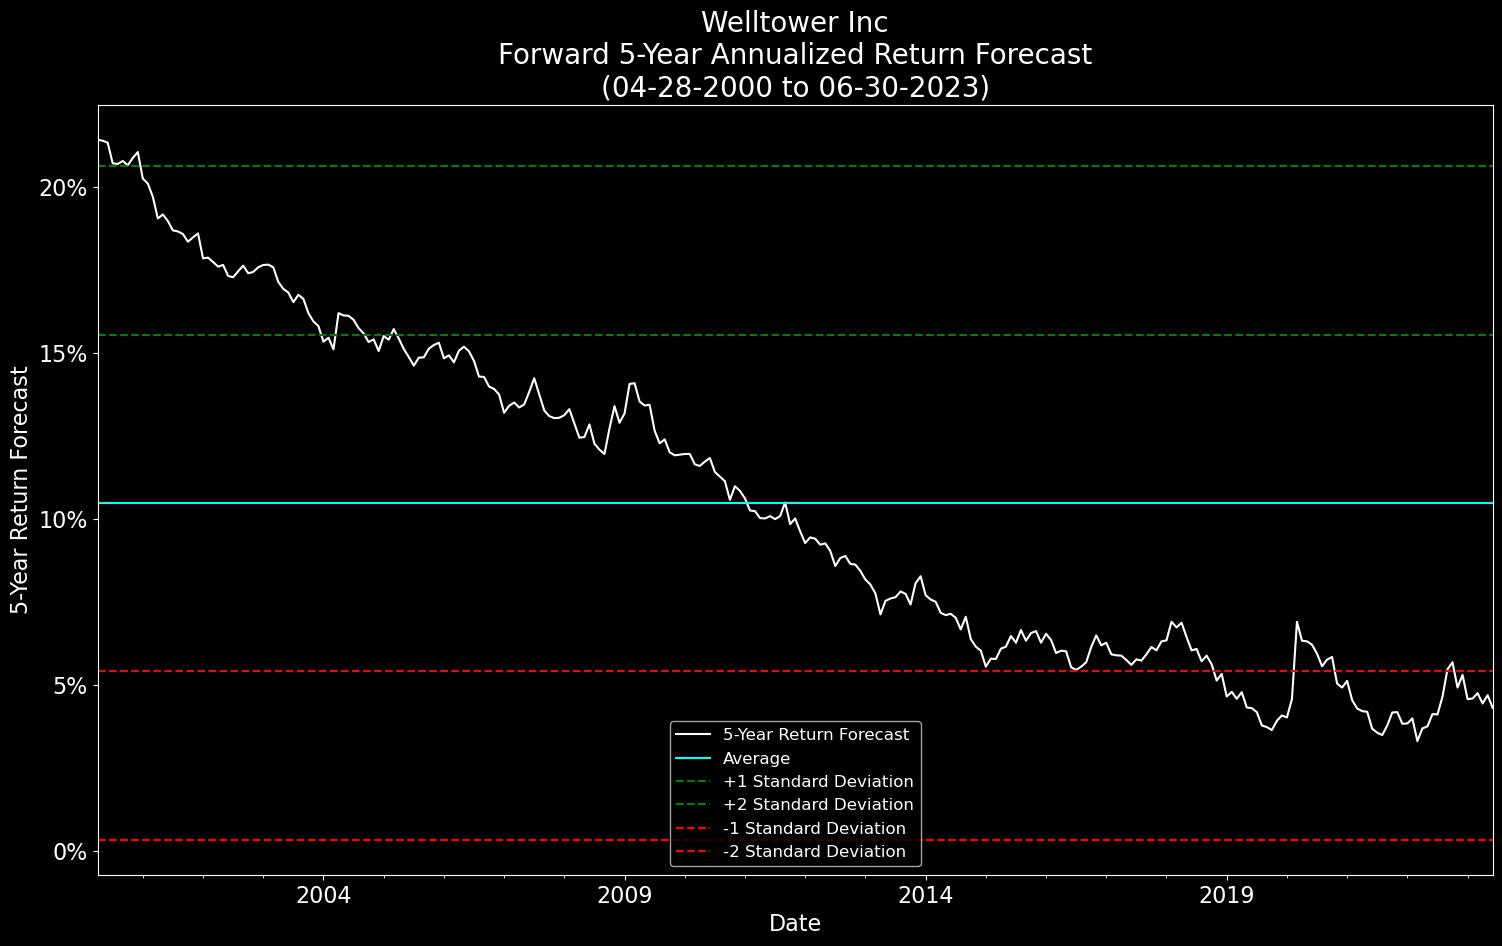 Welltower Inc
Forward 5-Year Annualized Return Forecast
(04-28-2000 to 06-30-2023)
5-Year Return Forecast
20%
15%
10%
5%
0%
5-Year Return Forecast
Average
+1 Standard Deviation
+2 Standard Deviation
-1 Standard Deviation
-2 Standard Deviation
2004 2009 2014 2019
Date